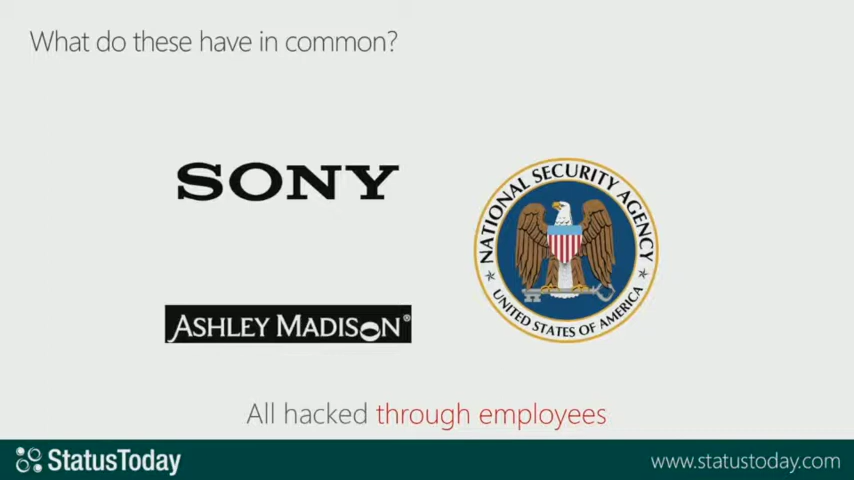 What do these have in common?
SONY
NATIONAL SECURITY AGENCY
UNITED STATES OF AMERICA
ASHLEY MADISON®
All hacked through employees
StatusToday
www.statustoday.com